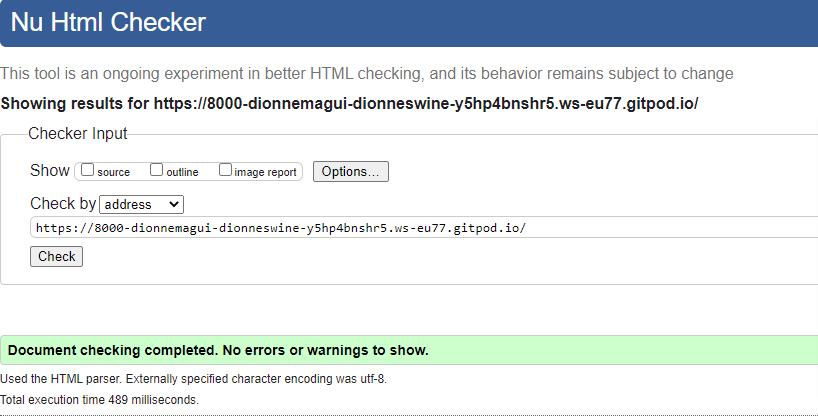 Nu Html Checker
This tool is an ongoing experiment in better HTML checking, and its behavior remains subject to change
Showing results for https://8000-dionnemagui-dionneswine-y5hp4bnshr5.ws-eu77.gitpod.io/
Checker Input
Show source outline image report Options...
Check by address
https://8000-dionnemagui-dionneswine-y5hp4bnshr5.ws-eu77.gitpod.io/
Check
Document checking completed. No errors or warnings to show.
Used the HTML parser. Externally specified character encoding was utf-8.
Total execution time 489 milliseconds.